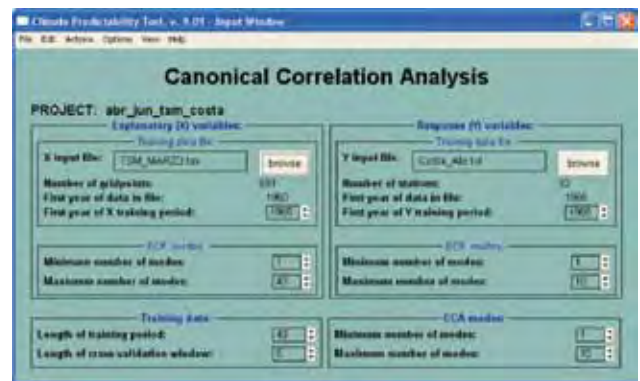 Climate Predictability Tool, v. 9.01 - Input Window
File Edit Actions Options View Help
Canonical Correlation Analysis
PROJECT: abr_jun_tam_costa
Explanatory (X) variables:
Training data file
X input file:
browse
Number of gridpoints:
First year of data in file:
First year of X training period:
EOF modes
Minimum number of modes: 1
Maximum number of modes:
Training data
Length of training period:
Length of cross-validation window:
Response (Y) variables:
Training data file
Y input file:
browse
Number of stations:
First year of data in file:
First year of Y training period:
EOF modes
Minimum number of modes: 1
Maximum number of modes: 10
CCA modes
Minimum number of modes: 1
Maximum number of modes: 10